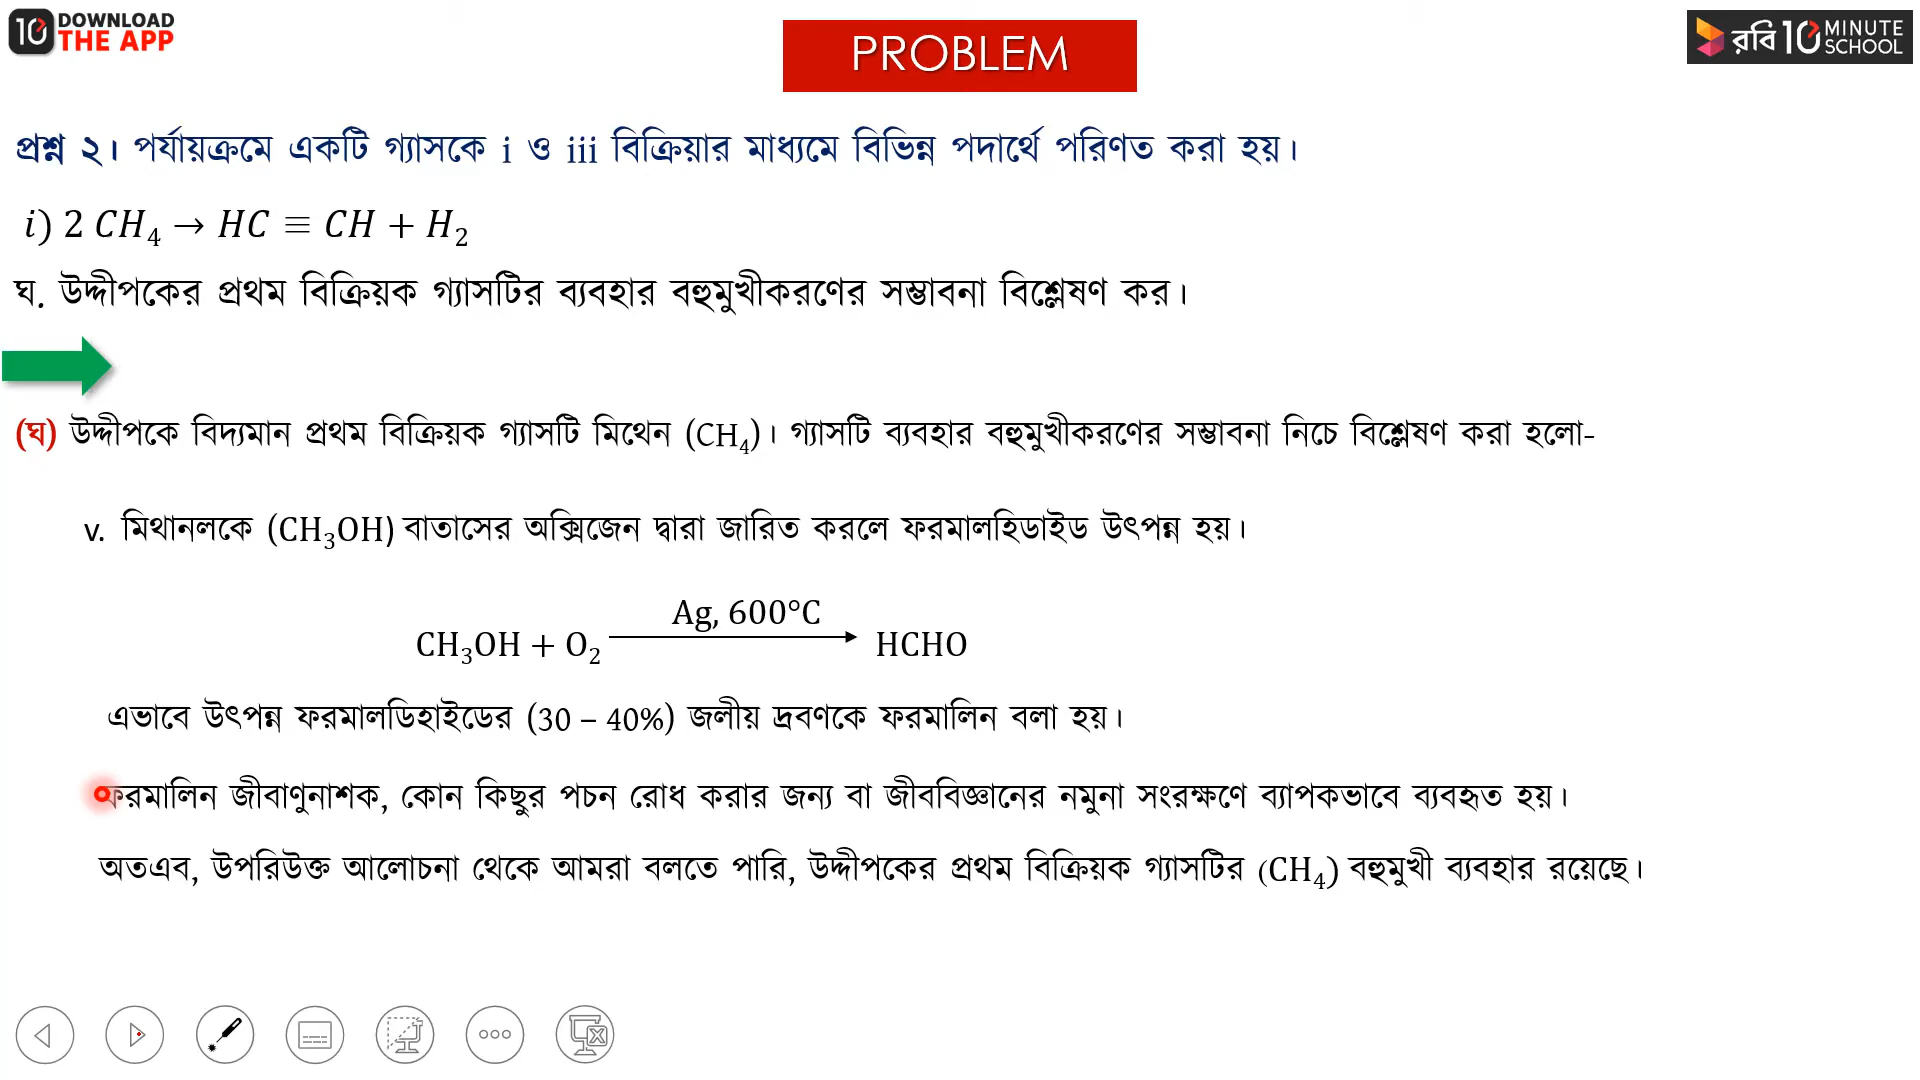 10 DOWNLOAD THE APP
PROBLEM
রবি 10 MINUTE SCHOOL
প্রশ্ন ২। পর্যায়ক্রমে একটি গ্যাসকে i ও iii বিক্রিয়ার মাধ্যমে বিভিন্ন পদার্থে পরিণত করা হয়।
i) 2 CH₄ → HC ≡ CH + H₂
ঘ. উদ্দীপকের প্রথম বিক্রিয়ক গ্যাসটির ব্যবহার বহুমুখীকরণের সম্ভাবনা বিশ্লেষণ কর।
(ঘ) উদ্দীপকে বিদ্যমান প্রথম বিক্রিয়ক গ্যাসটি মিথেন (CH₄)। গ্যাসটি ব্যবহার বহুমুখীকরণের সম্ভাবনা নিচে বিশ্লেষণ করা হলো-
v. মিথানলকে (CH₃OH) বাতাসের অক্সিজেন দ্বারা জারিত করলে ফরমালহিডাইড উৎপন্ন হয়।
Ag, 600°C
CH₃OH + O₂ ⟶ HCHO
এভাবে উৎপন্ন ফরমালডিহাইডের (30 – 40%) জলীয় দ্রবণকে ফরমালিন বলা হয়।
ফরমালিন জীবাণুনাশক, কোন কিছুর পচন রোধ করার জন্য বা জীববিজ্ঞানের নমুনা সংরক্ষণে ব্যাপকভাবে ব্যবহৃত হয়।
অতএব, উপরিউক্ত আলোচনা থেকে আমরা বলতে পারি, উদ্দীপকের প্রথম বিক্রিয়ক গ্যাসটির (CH₄) বহুমুখী ব্যবহার রয়েছে।